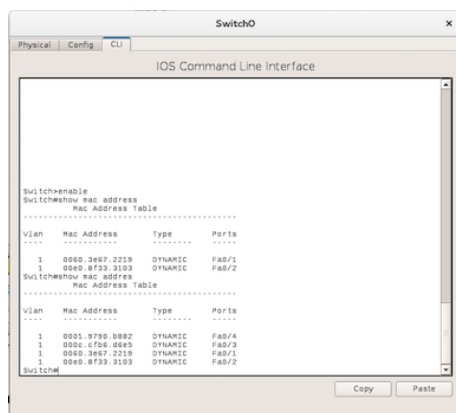 Switch0 ×
Physical Config CLI
IOS Command Line Interface
Switch>enable
Switch#show mac address
Mac Address Table
-------------------------------------------
Vlan Mac Address Type Ports
---- ----------- -------- -----
1 0060.3e67.2219 DYNAMIC Fa0/1
1 00e0.8f33.3103 DYNAMIC Fa0/2
Switch#show mac addres
Mac Address Table
-------------------------------------------
Vlan Mac Address Type Ports
---- ----------- -------- -----
1 0001.9790.b882 DYNAMIC Fa0/4
1 000c.cfb6.d6e5 DYNAMIC Fa0/3
1 0060.3e67.2219 DYNAMIC Fa0/1
1 00e0.8f33.3103 DYNAMIC Fa0/2
Switch#
Copy Paste